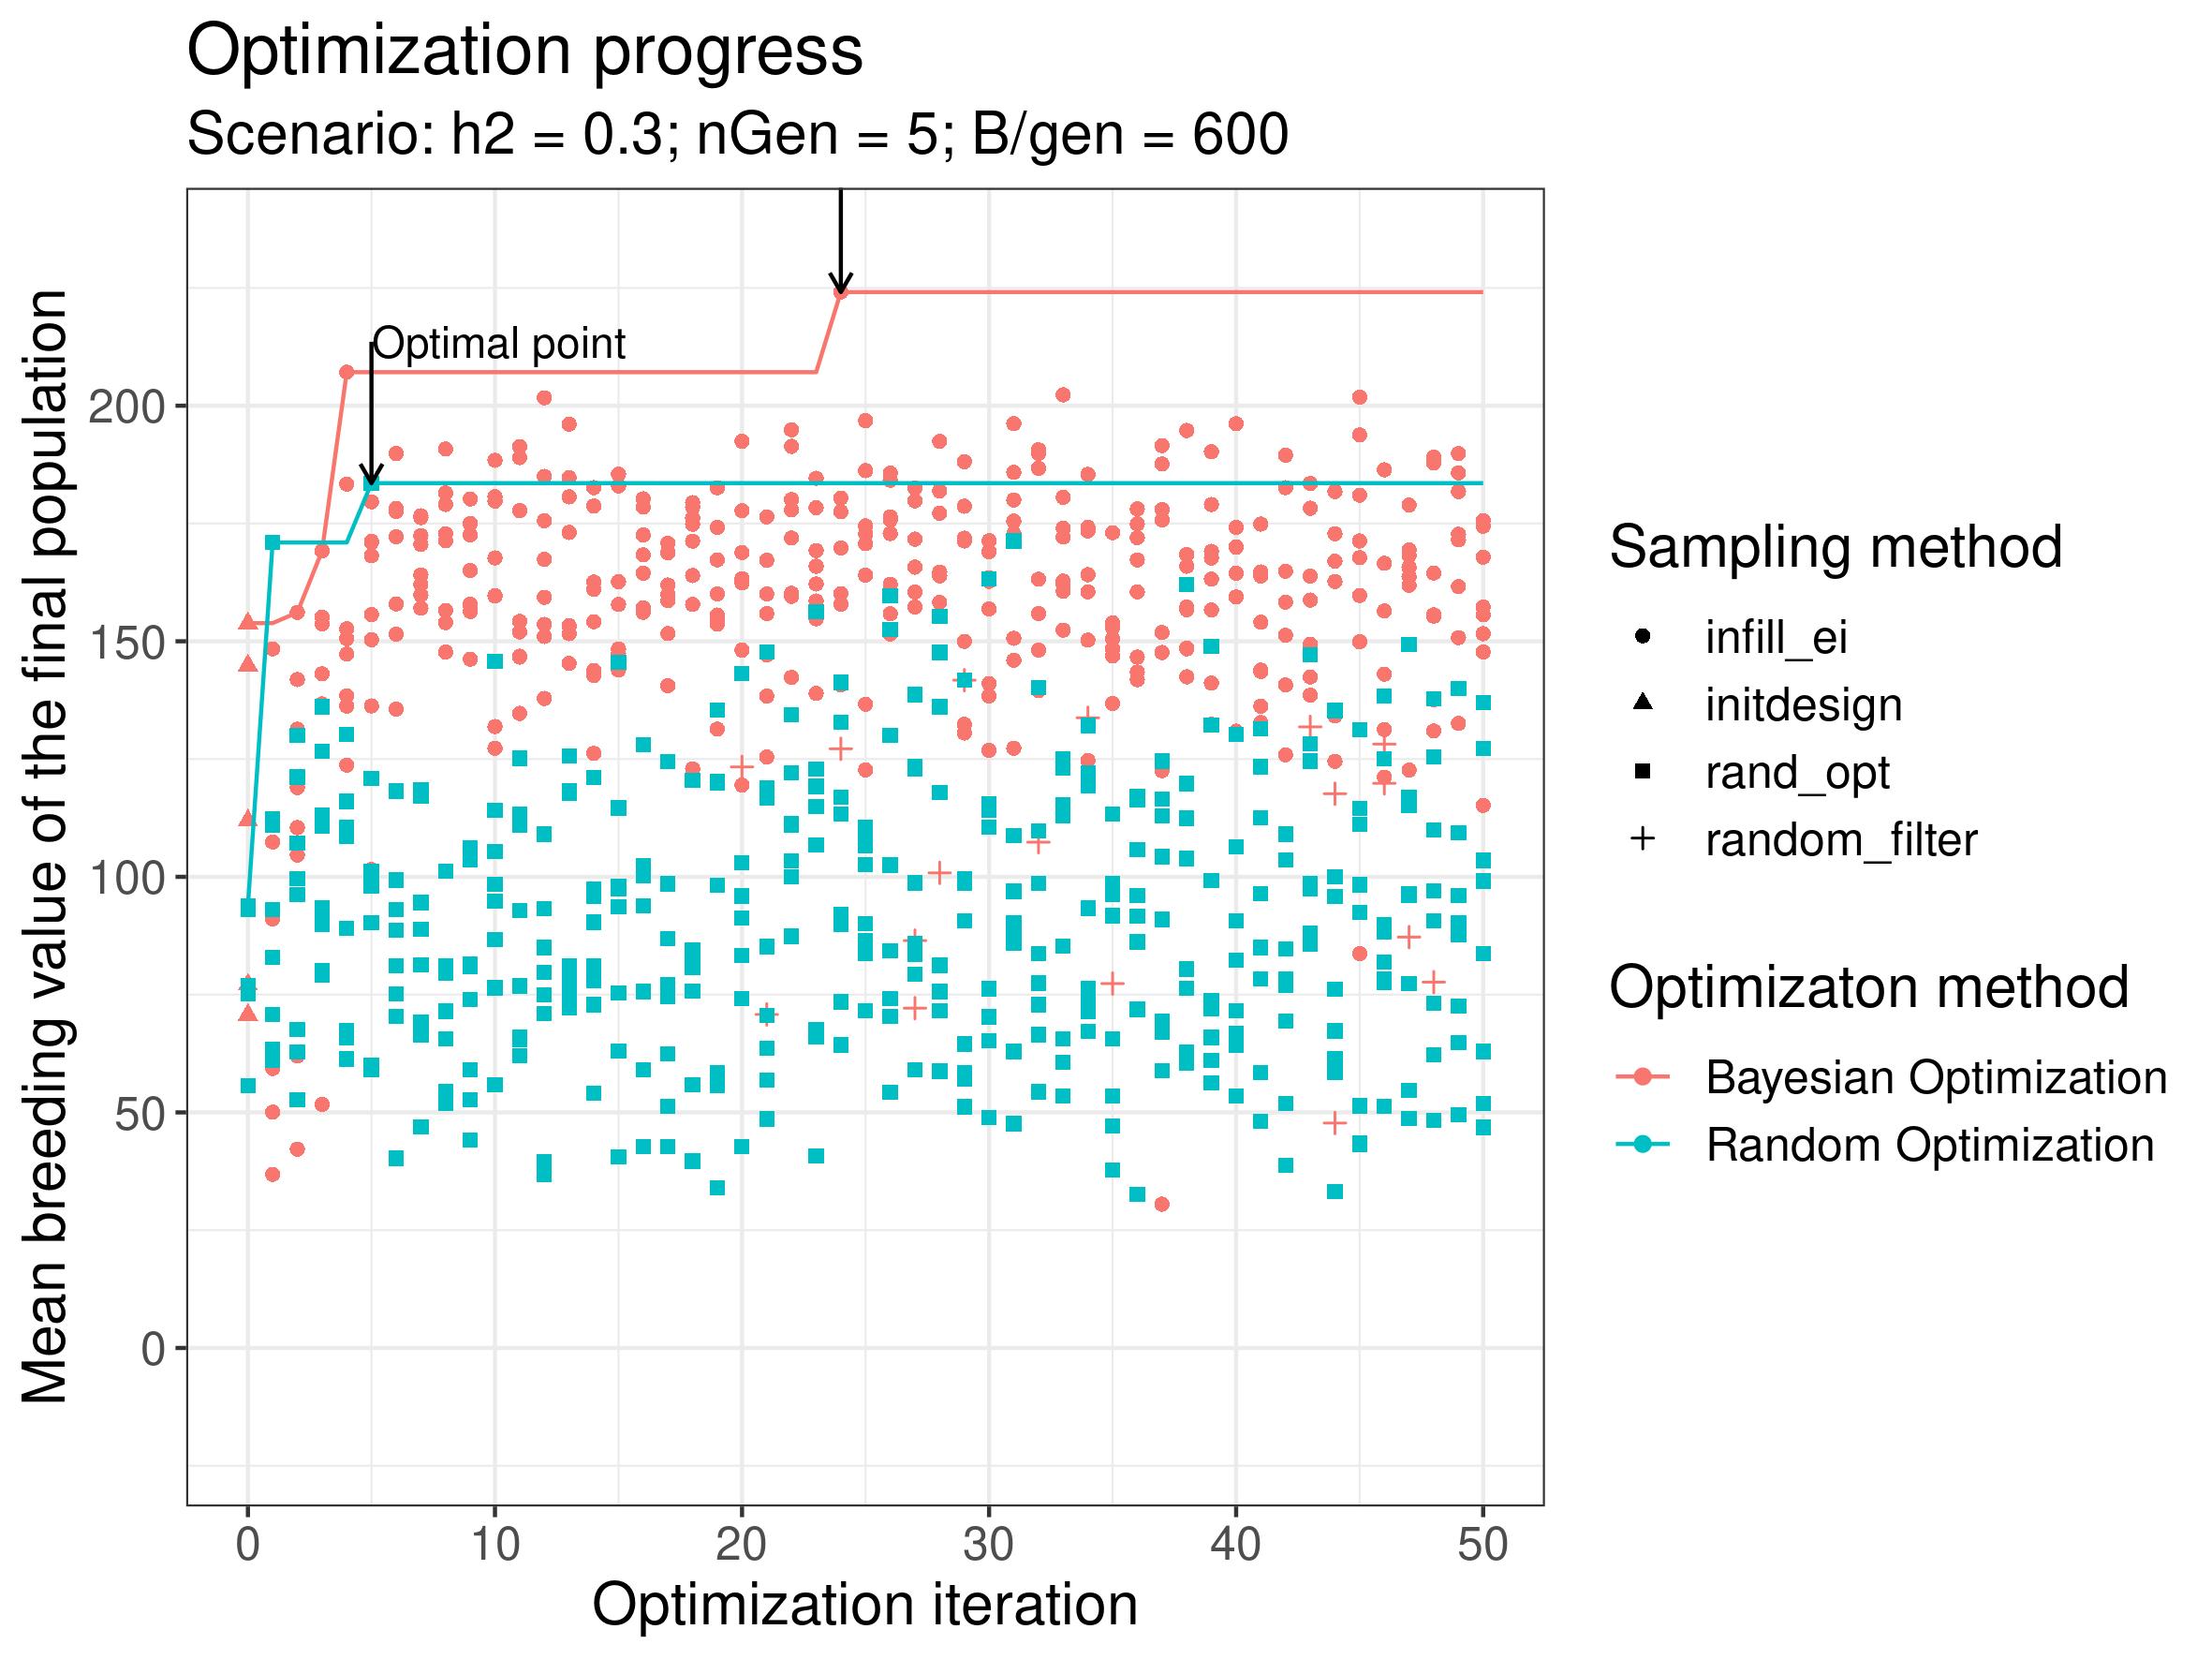 Optimization progress
Scenario: h2 = 0.3; nGen = 5; B/gen = 600
Mean breeding value of the final population
200
150
100
50
0
Optimal point
0 10 20 30 40 50
Optimization iteration
Sampling method
infill_ei
initdesign
rand_opt
random_filter
Optimizaton method
Bayesian Optimization
Random Optimization